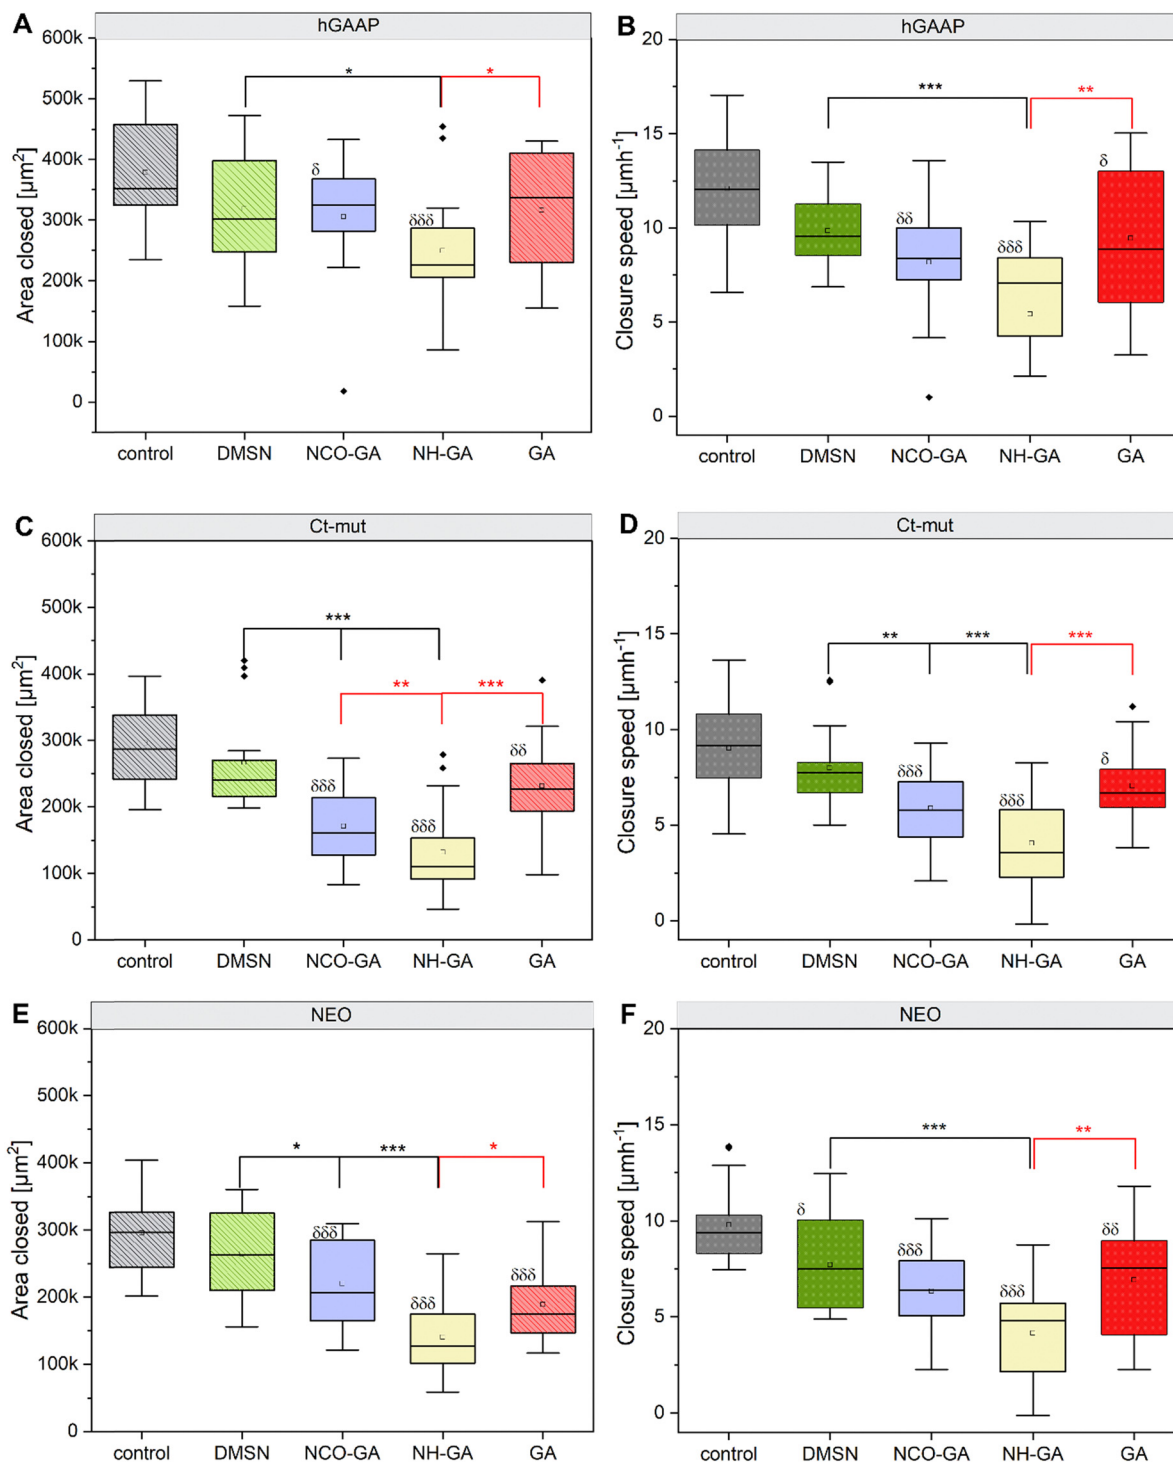 A
hGAAP
600k
500k
400k
300k
200k
100k
0
Area closed [µm²]
*
*
δ
δδδ
control
DMSN
NCO-GA
NH-GA
GA
B
hGAAP
20
15
10
5
0
Closure speed [µmh⁻¹]
***
**
δδ
δδδ
δ
control
DMSN
NCO-GA
NH-GA
GA
C
Ct-mut
600k
500k
400k
300k
200k
100k
0
Area closed [µm²]
***
**
***
δδδ
δδδ
δδ
control
DMSN
NCO-GA
NH-GA
GA
D
Ct-mut
20
15
10
5
0
Closure speed [µmh⁻¹]
**
***
***
δδδ
δδδ
δ
control
DMSN
NCO-GA
NH-GA
GA
E
NEO
600k
500k
400k
300k
200k
100k
0
Area closed [µm²]
*
***
*
δδδ
δδδ
δδδ
control
DMSN
NCO-GA
NH-GA
GA
F
NEO
20
15
10
5
0
Closure speed [µmh⁻¹]
***
**
δ
δδδ
δδδ
δδ
control
DMSN
NCO-GA
NH-GA
GA